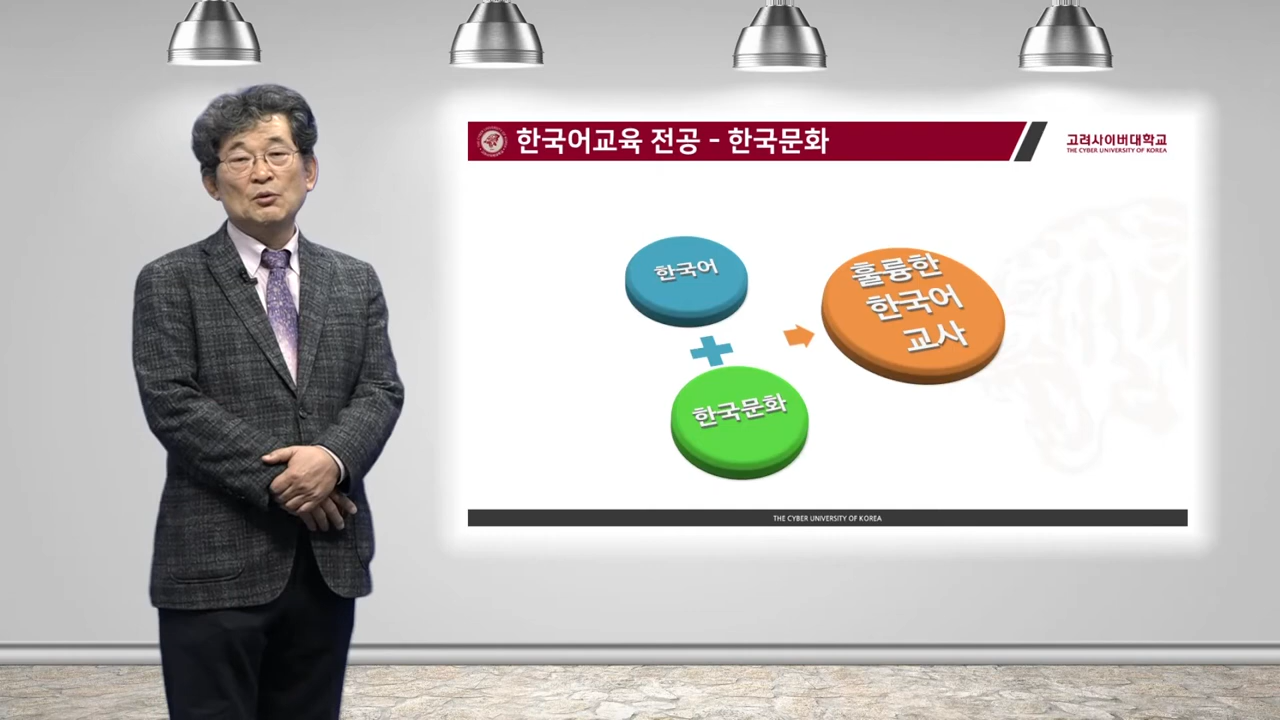 한국어교육 전공 - 한국문화
고려사이버대학교
THE CYBER UNIVERSITY OF KOREA
한국어
한국문화
훌륭한
한국어
교사
THE CYBER UNIVERSITY OF KOREA